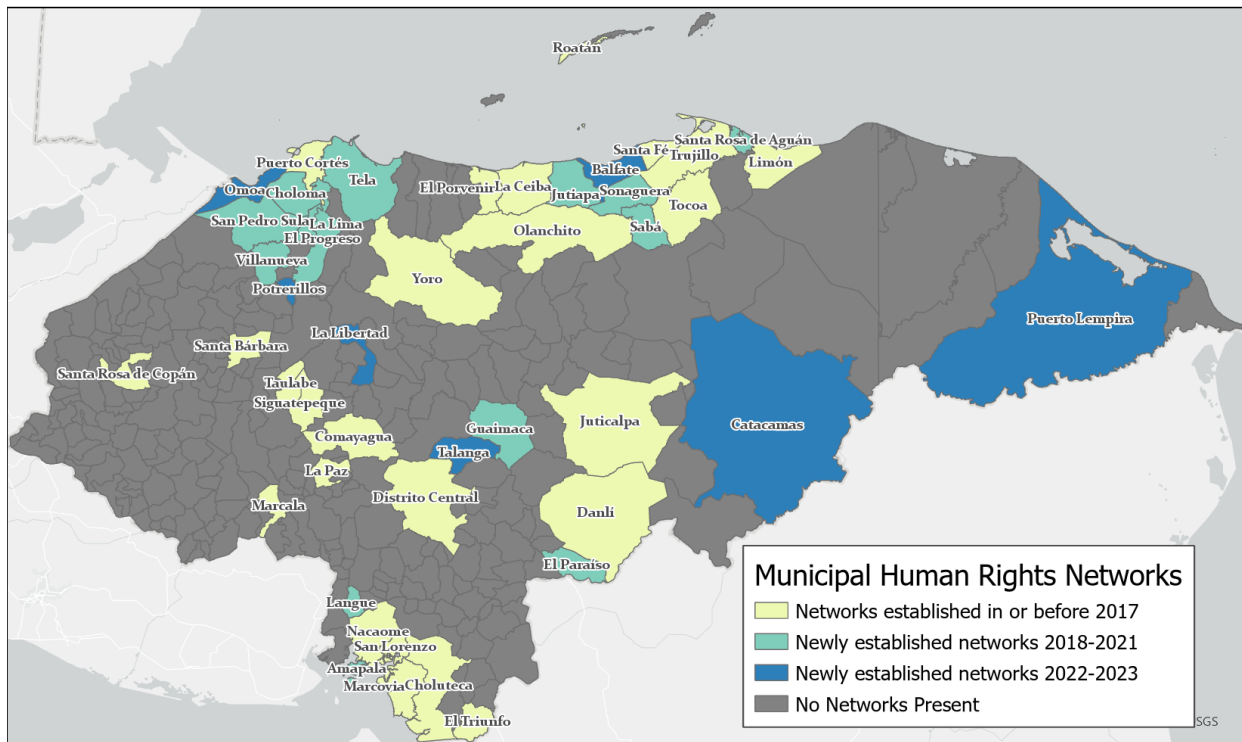 Roatán
Santa Rosa de Aguán
Santa Fé
Trujillo
Puerto Cortés
Limón
Balfate
Tela
El Porvenir
La Ceiba
Omoa
Choloma
Jutiapa
Sonaguera
Tocoa
San Pedro Sula
La Lima
Sabá
Olanchito
El Progreso
Villanueva
Yoro
Potrerillos
Puerto Lempira
La Libertad
Santa Bárbara
Santa Rosa de Copán
Taulabe
Siguatepeque
Juticalpa
Catacamas
Guaimaca
Comayagua
Talanga
La Paz
Distrito Central
Marcala
Danlí
El Paraíso
Langue
Nacaome
San Lorenzo
Amapala
Marcovia
Choluteca
El Triunfo
Municipal Human Rights Networks
Networks established in or before 2017
Newly established networks 2018-2021
Newly established networks 2022-2023
No Networks Present
SGS